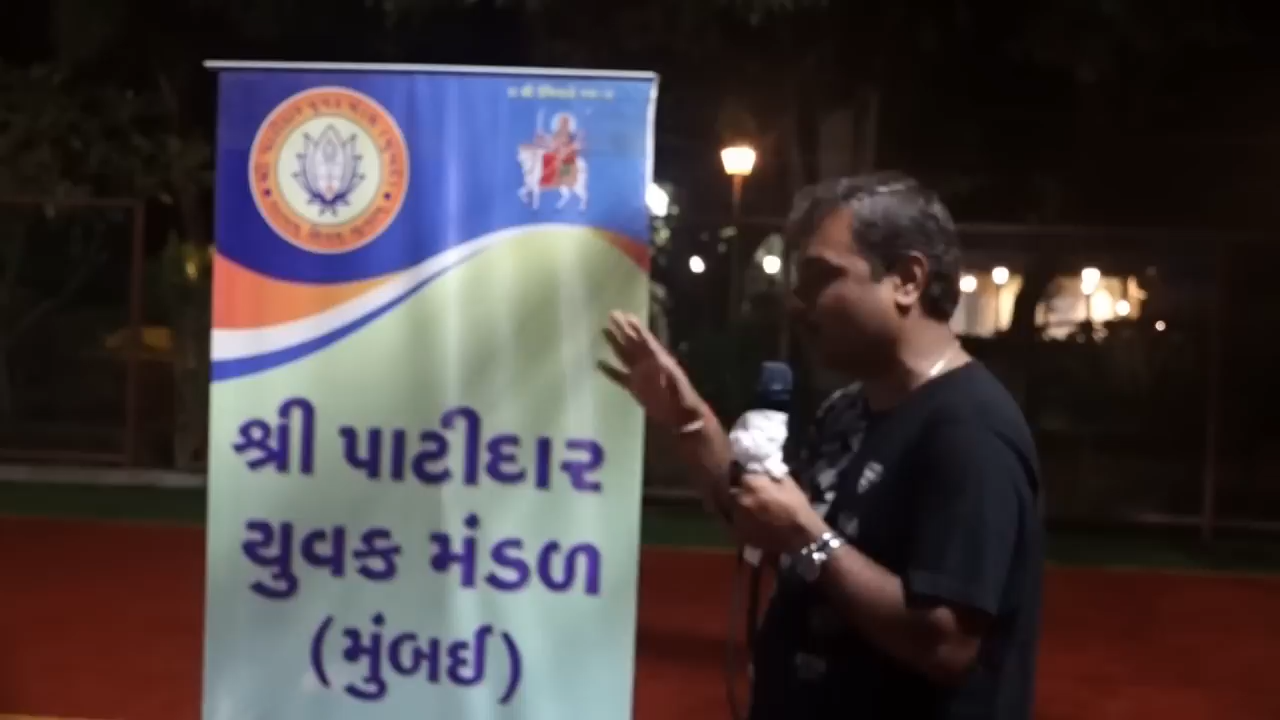 શ્રી પાટીદાર
યુવક મંડળ
(મુંબઈ)